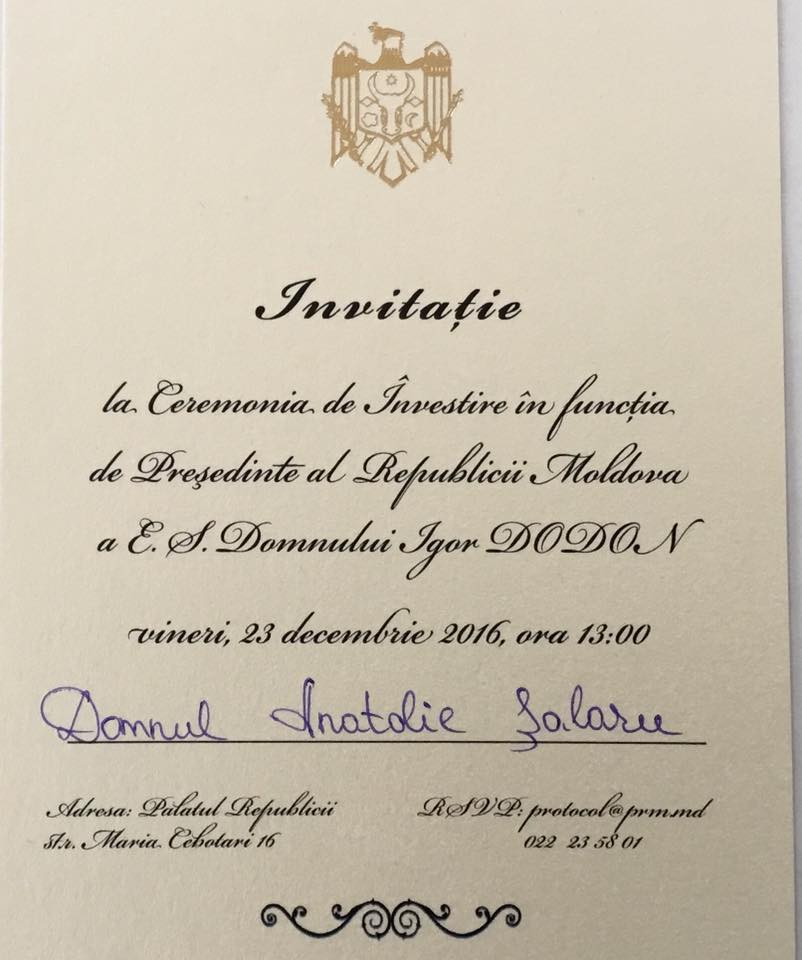 Invitație
la Ceremonia de Învestire în funcția
de Președinte al Republicii Moldova
a E. S. Domnului Igor DODON
vineri, 23 decembrie 2016, ora 13:00
Domnul Anatolie Șalaru
Adresa: Palatul Republicii
str. Maria Cebotari 16
RSVP: protocol@prm.md
022 23 58 01